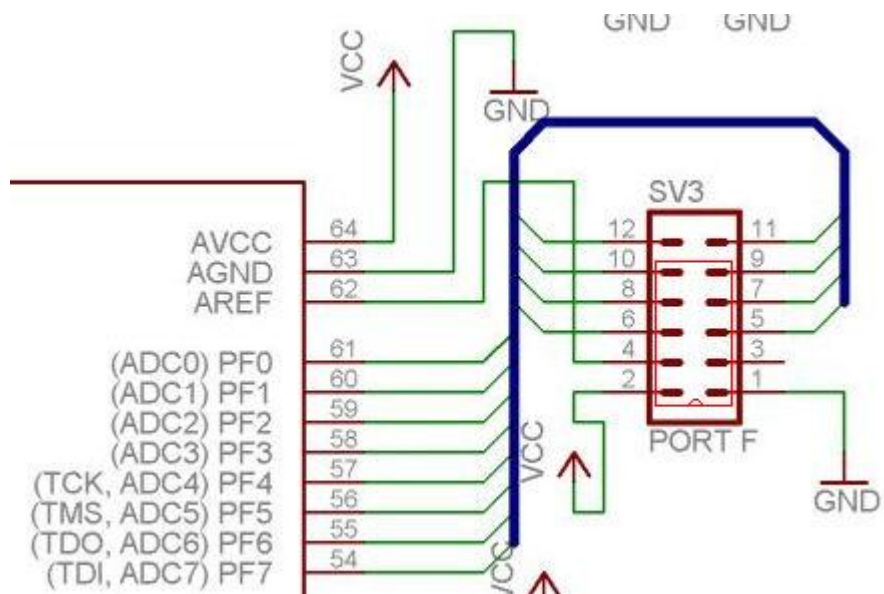 GND GND
VCC
GND
SV3
AVCC 64
AGND 63
AREF 62
12 11
10 9
8 7
6 5
4 3
2 1
(ADC0) PF0 61
(ADC1) PF1 60
(ADC2) PF2 59
(ADC3) PF3 58
(TCK, ADC4) PF4 57
(TMS, ADC5) PF5 56
(TDO, ADC6) PF6 55
(TDI, ADC7) PF7 54
PORT F
VCC
GND
VCC